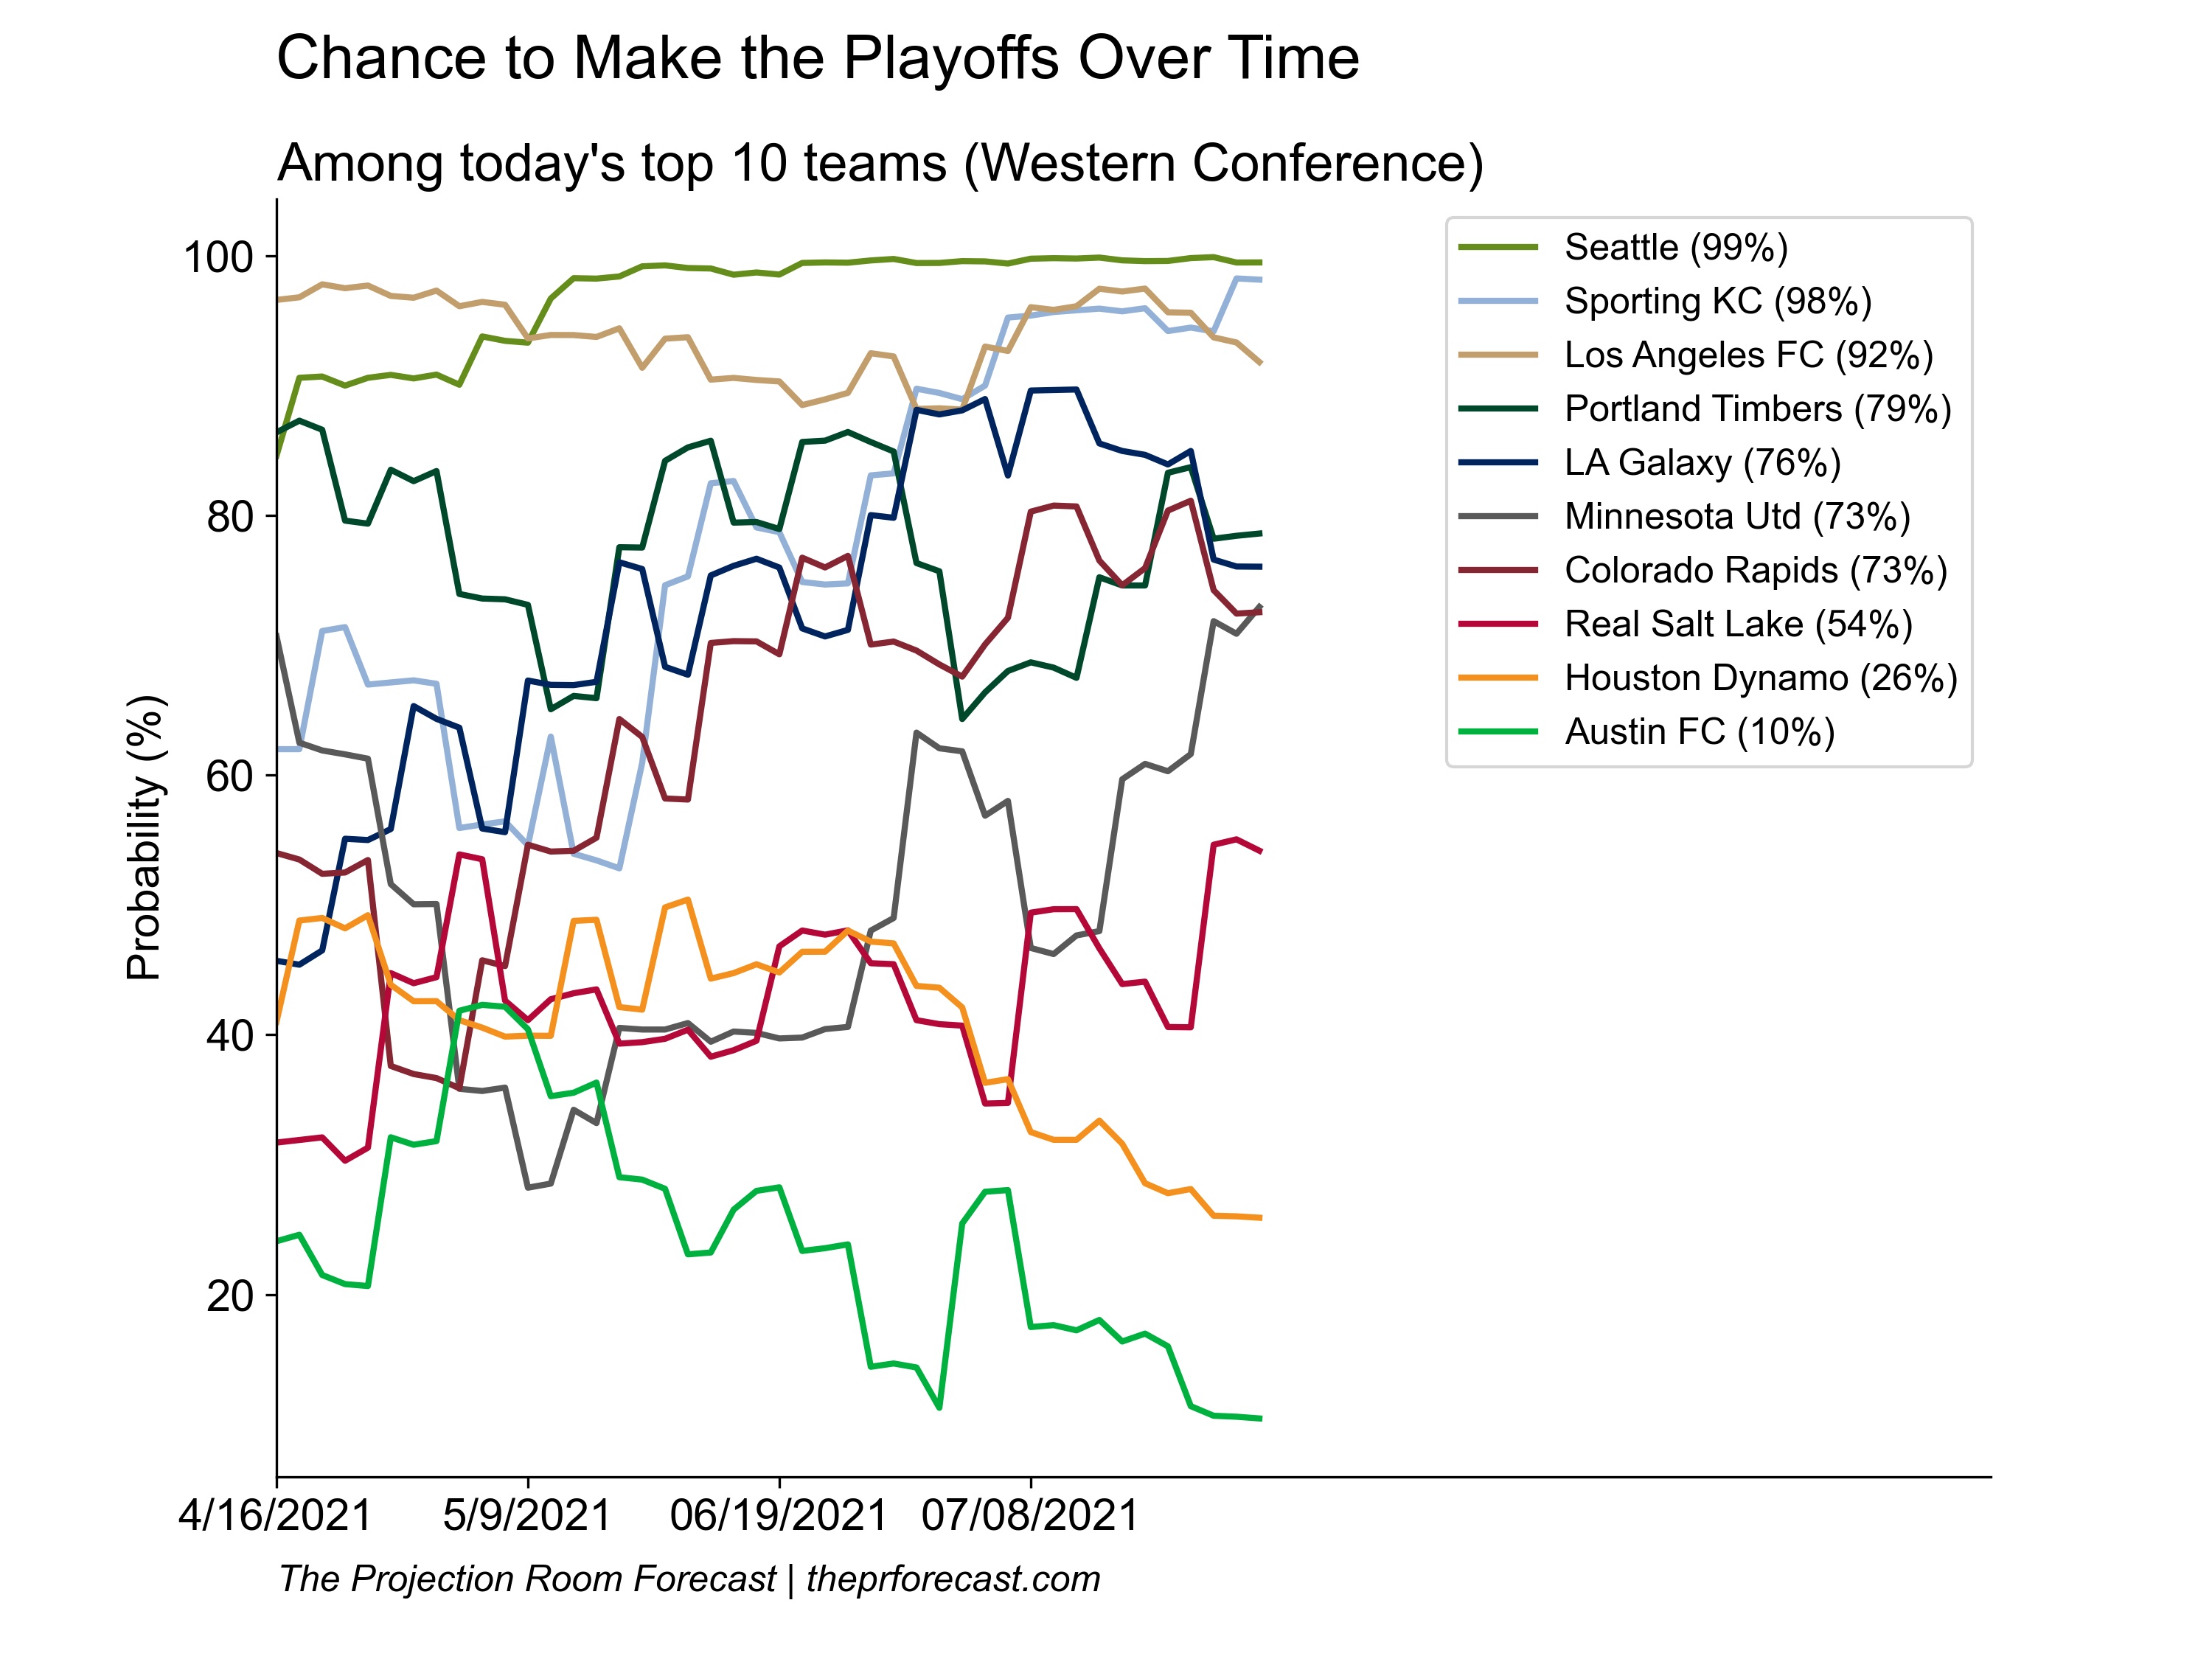 Chance to Make the Playoffs Over Time
Among today's top 10 teams (Western Conference)
100
80
60
40
20
Probability (%)
Seattle (99%)
Sporting KC (98%)
Los Angeles FC (92%)
Portland Timbers (79%)
LA Galaxy (76%)
Minnesota Utd (73%)
Colorado Rapids (73%)
Real Salt Lake (54%)
Houston Dynamo (26%)
Austin FC (10%)
4/16/2021 5/9/2021 06/19/2021 07/08/2021
The Projection Room Forecast | theprforecast.com